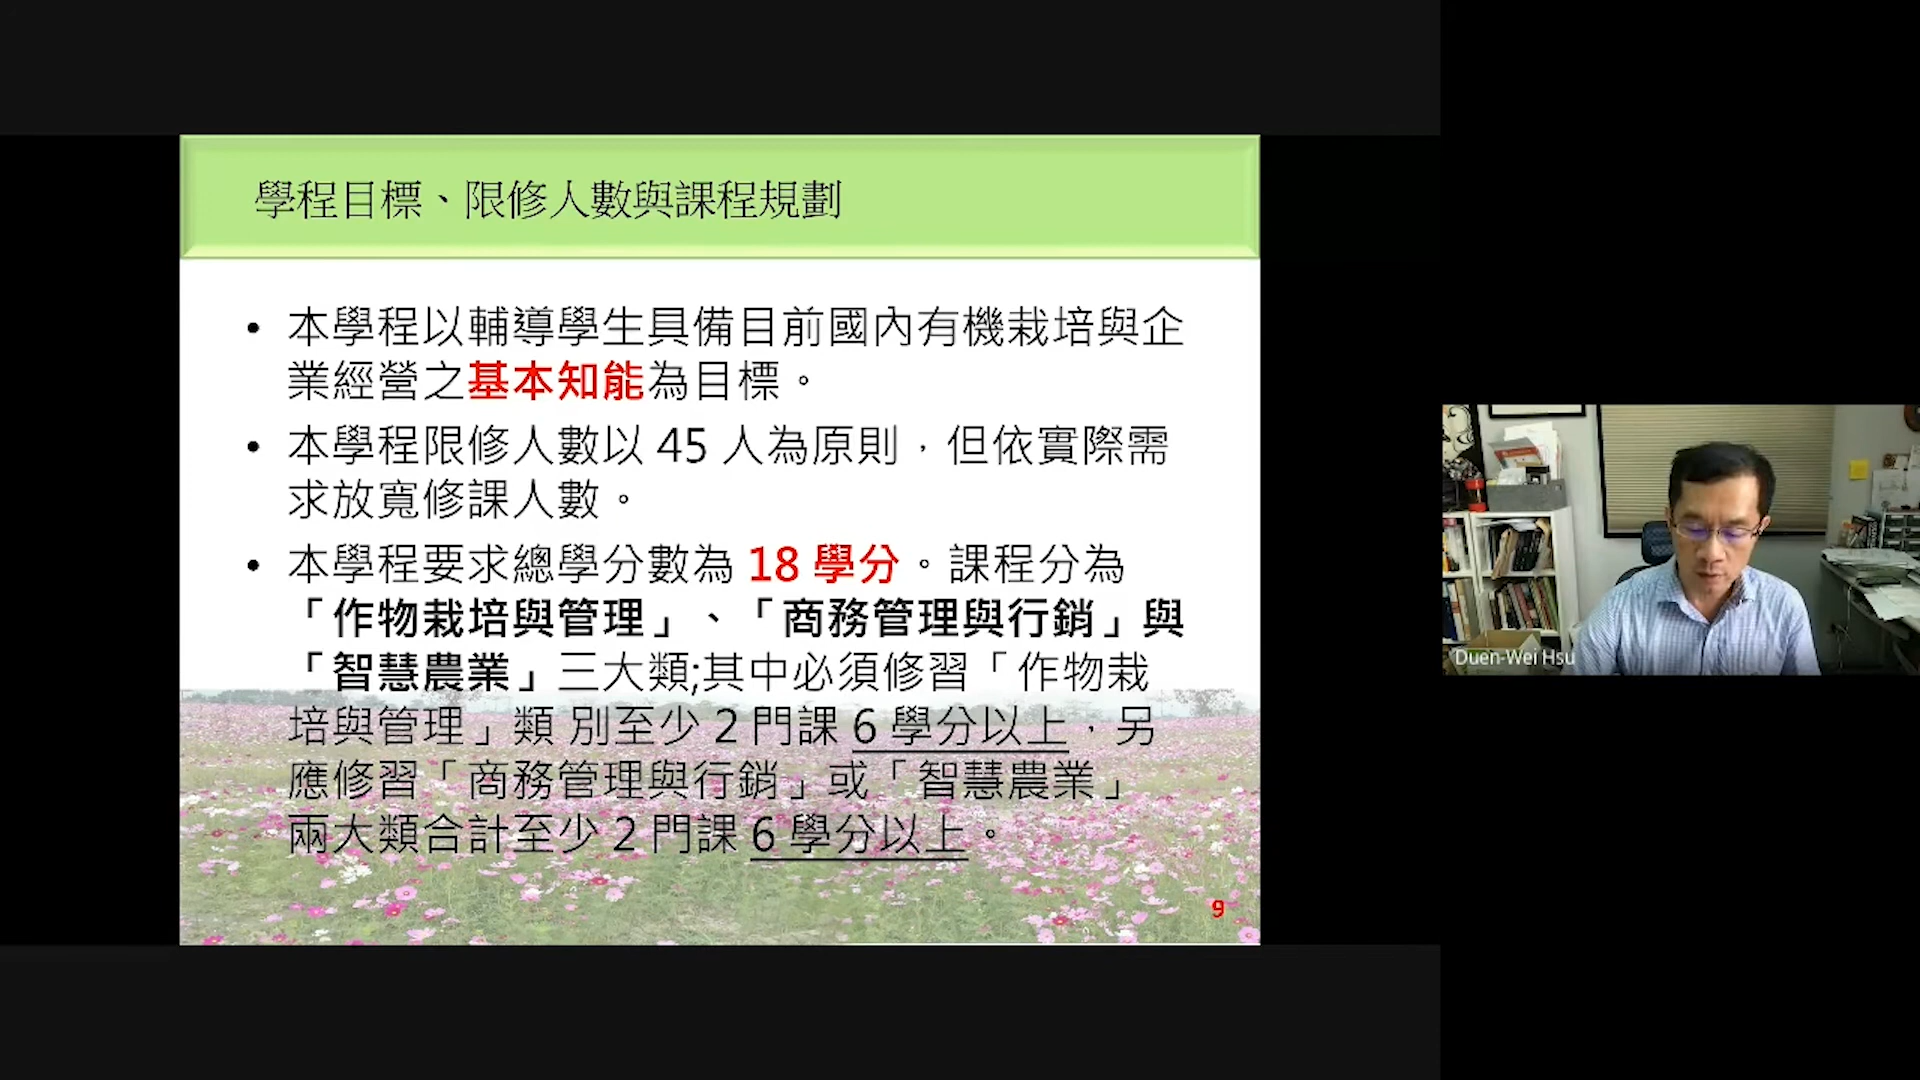 學程目標、限修人數與課程規劃
• 本學程以輔導學生具備目前國內有機栽培與企
業經營之基本知能為目標。
• 本學程限修人數以 45 人為原則，但依實際需
求放寬修課人數。
• 本學程要求總學分數為 18 學分。課程分為
「作物栽培與管理」、「商務管理與行銷」與
「智慧農業」三大類;其中必須修習「作物栽
培與管理」類 別至少 2 門課 6 學分以上，另
應修習「商務管理與行銷」或「智慧農業」
兩大類合計至少 2 門課 6 學分以上。
9
Duen-Wei Hsu